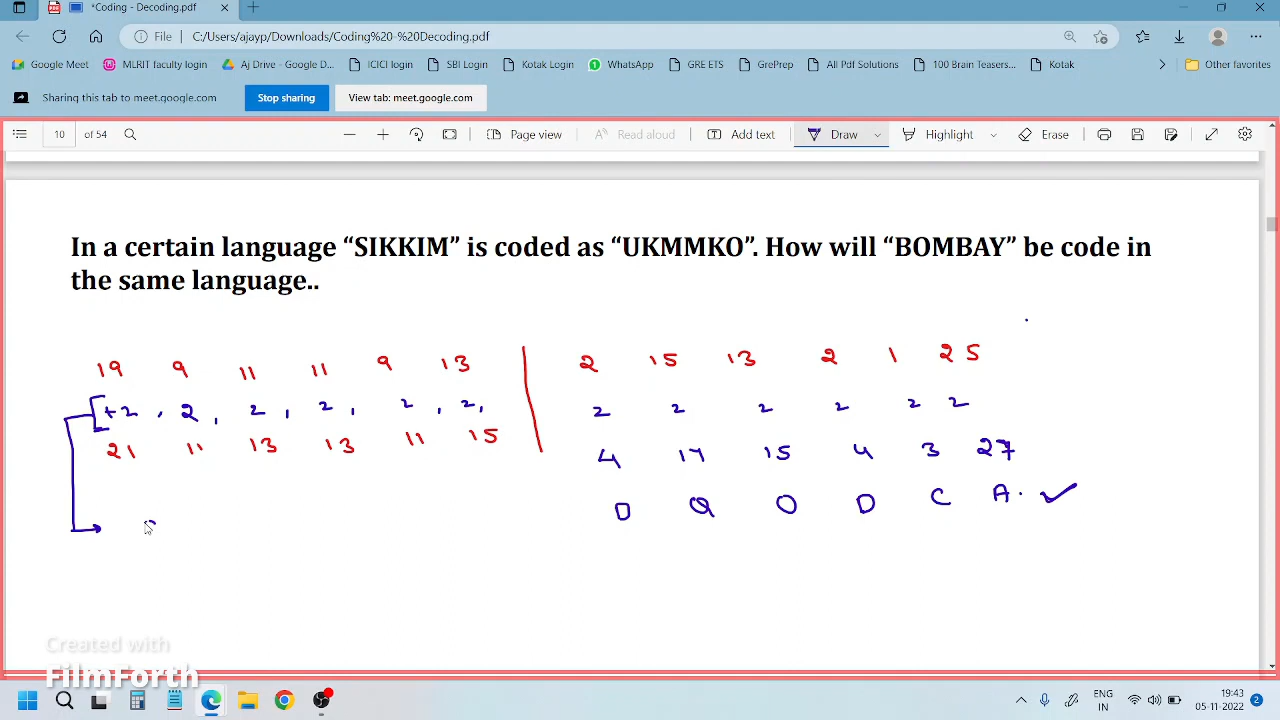 *Coding - Decoding.pdf
File C:/Users/ajayp/Downloads/Coding%20-%20Decoding.pdf
Google Meet MLRIT faculty login Aj Drive - Google D... ICICI login SBI Login Kotak Login WhatsApp GRE ETS GrePrep All Pdf Solutions 100 Brain Teasers... Kotak Other favorites
Sharing this tab to meet.google.com Stop sharing View tab: meet.google.com
10 of 54 Page view Read aloud Add text Draw Highlight Erase
In a certain language “SIKKIM” is coded as “UKMMKO”. How will “BOMBAY” be code in
the same language..
19 9 11 11 9 13 2 15 13 2 1 25
+2, 2, 2, 2, 2, 2, 2 2 2 2 2 2
21 11 13 13 11 15 4 17 15 4 3 27
D Q O D C A. ✓
Created with
FilmForth
ENG
IN
19:43
05-11-2022
2